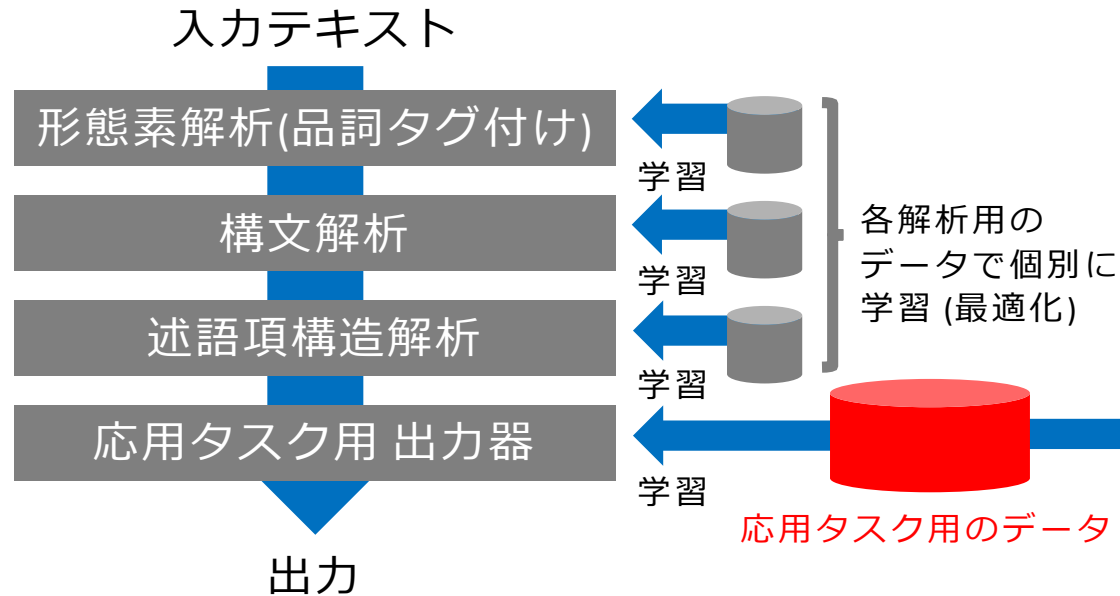 入力テキスト
形態素解析(品詞タグ付け)
学習
構文解析
学習
述語項構造解析
学習
各解析用の
データで個別に
学習 (最適化)
応用タスク用 出力器
学習
応用タスク用のデータ
出力